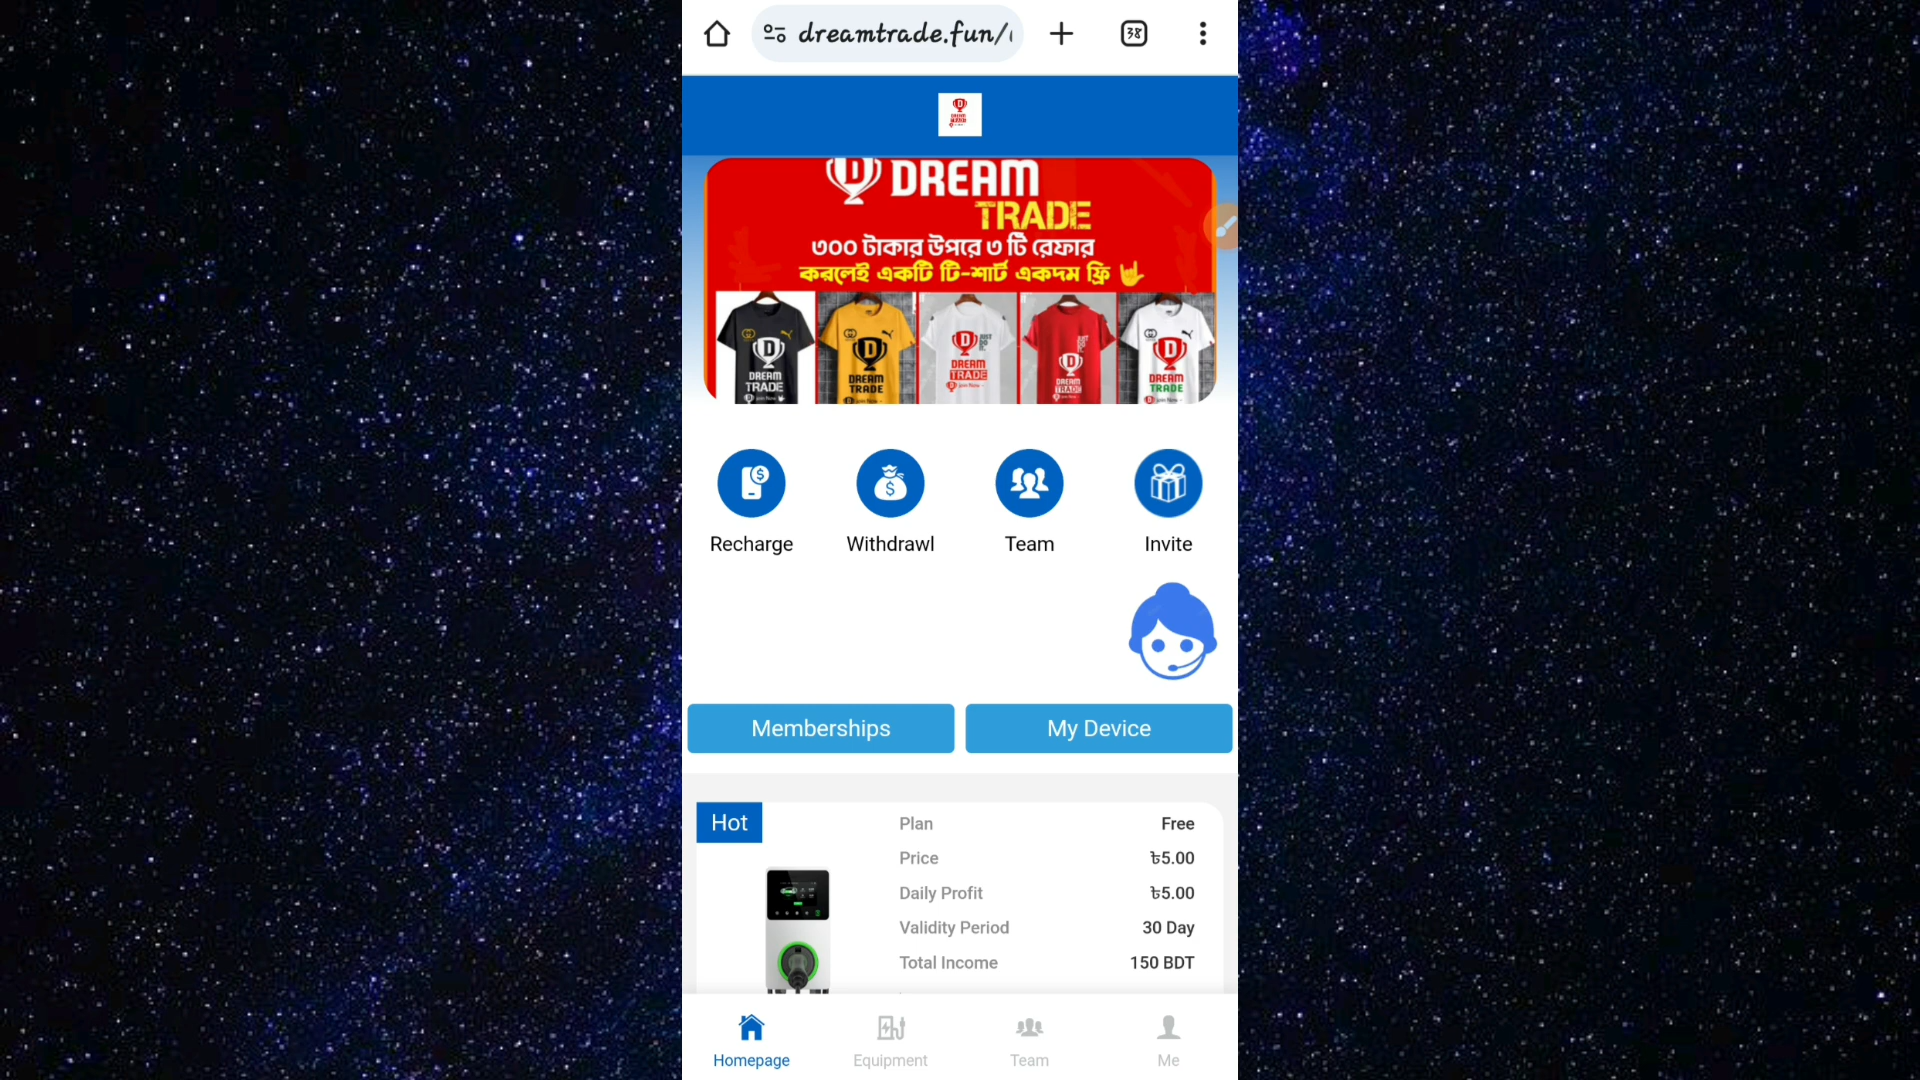 dreamtrade.fun/
৩৪
DREAM
TRADE
৩০০ টাকার উপরে ৩ টি রেফার
করলেই একটি টি-শার্ট একদম ফ্রি
DREAM TRADE
DREAM TRADE
DREAM TRADE
DREAM TRADE
DREAM TRADE
Recharge
Withdrawl
Team
Invite
Memberships
My Device
Hot
Plan Free
Price ৳5.00
Daily Profit ৳5.00
Validity Period 30 Day
Total Income 150 BDT
Homepage
Equipment
Team
Me